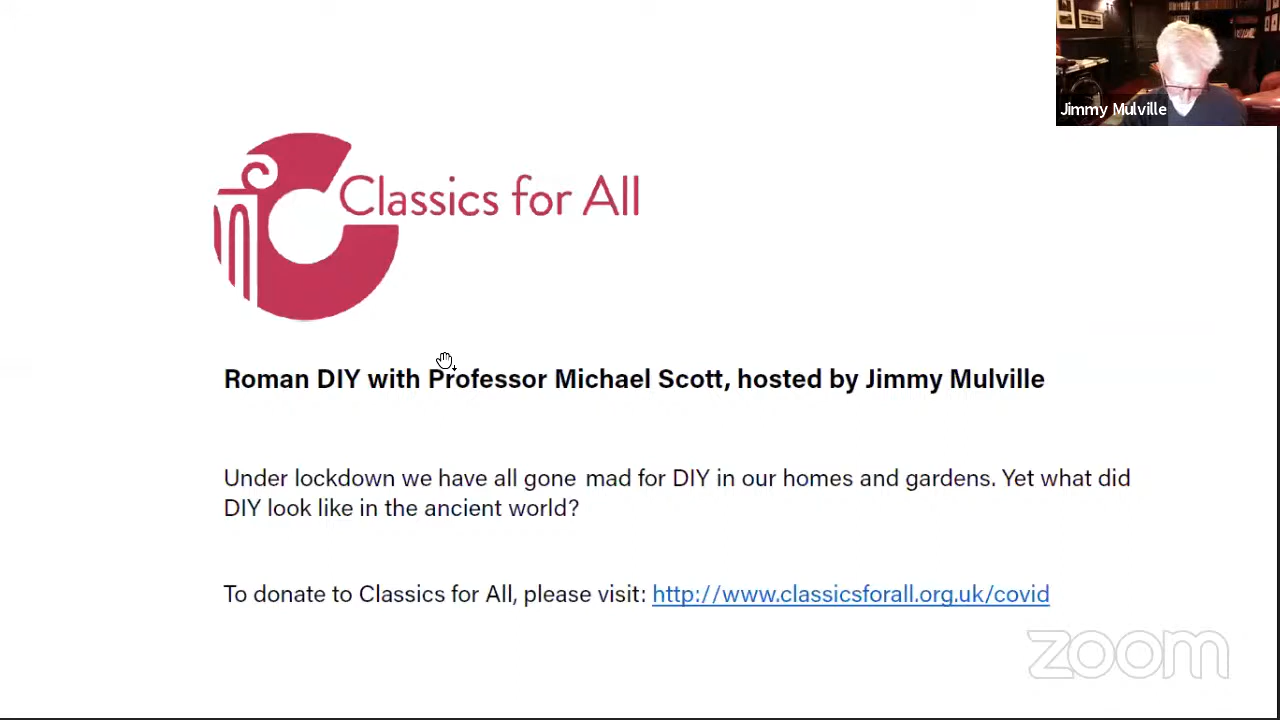 Jimmy Mulville
Classics for All
Roman DIY with Professor Michael Scott, hosted by Jimmy Mulville
Under lockdown we have all gone mad for DIY in our homes and gardens. Yet what did
DIY look like in the ancient world?
To donate to Classics for All, please visit: http://www.classicsforall.org.uk/covid
zoom